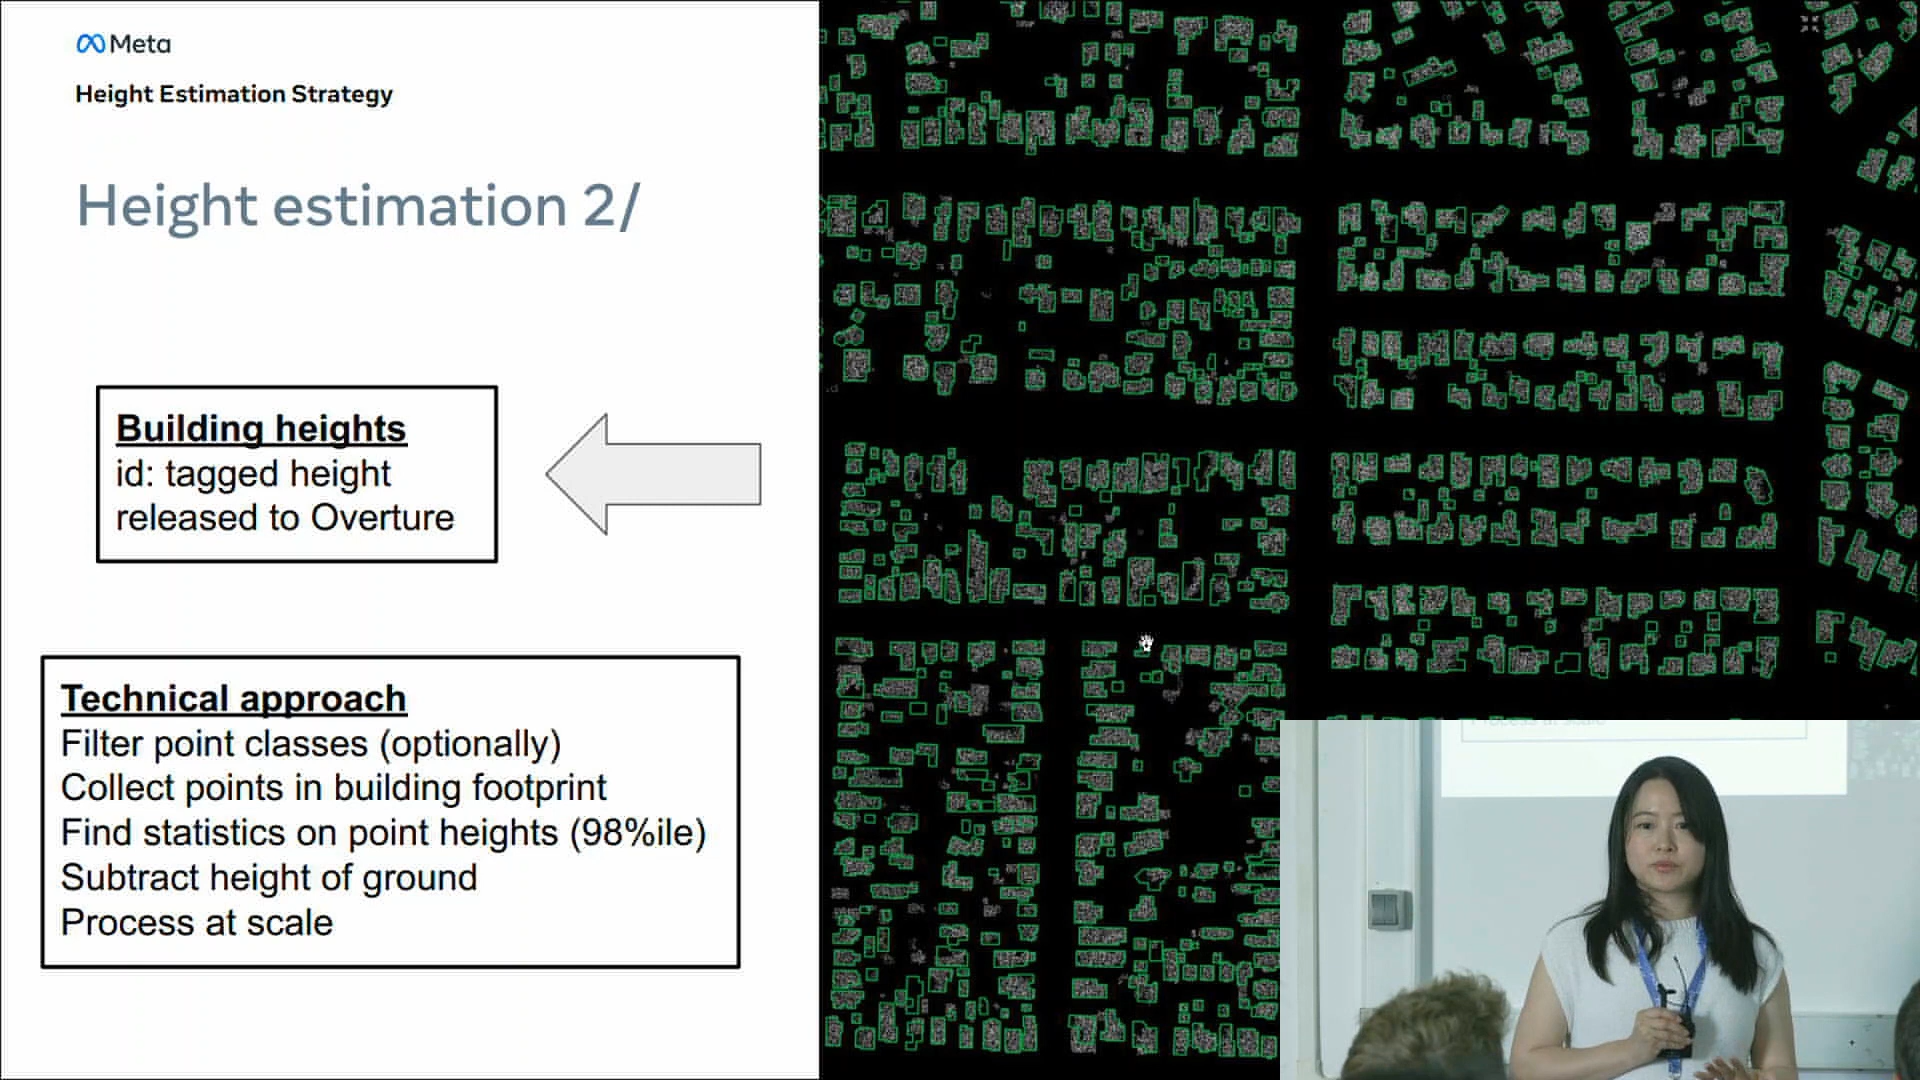 Meta
Height Estimation Strategy
Height estimation 2/
Building heights
id: tagged height
released to Overture
Technical approach
Filter point classes (optionally)
Collect points in building footprint
Find statistics on point heights (98%ile)
Subtract height of ground
Process at scale